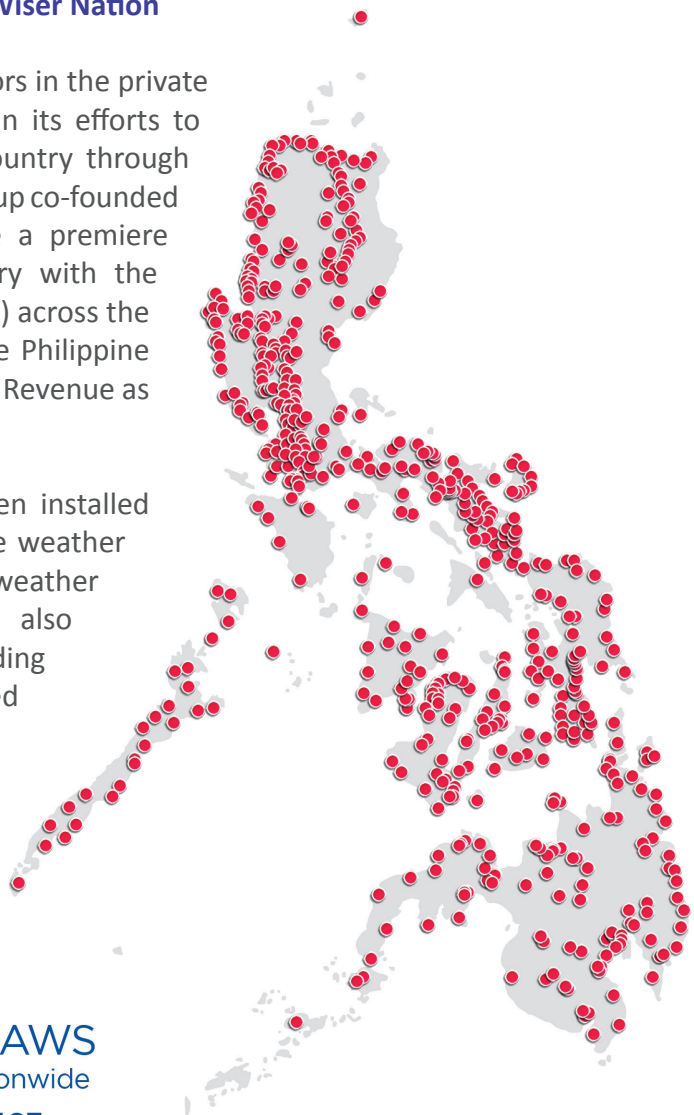 Wiser Nation
ors in the private
n its efforts to
ountry through
up co-founded
a premiere
ry with the
) across the
e Philippine
Revenue as
en installed
e weather
weather
also
ding
ed
AWS
onwide